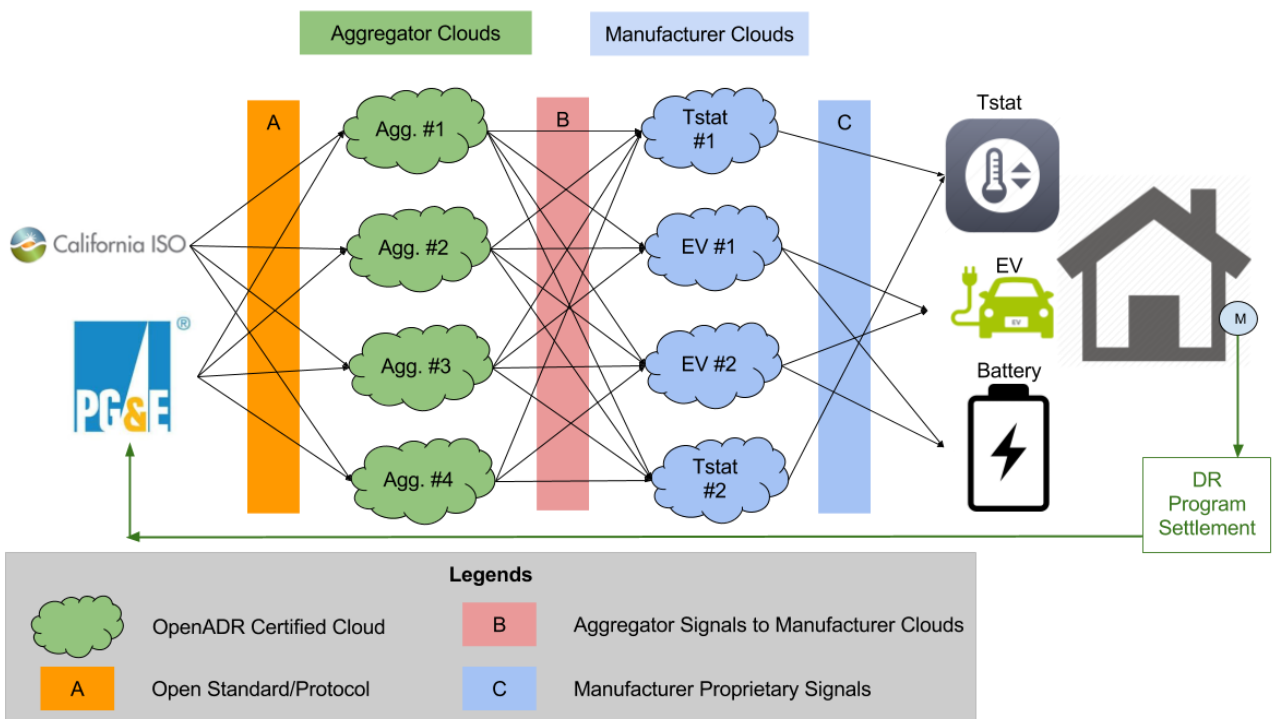 Aggregator Clouds
Manufacturer Clouds
A
Agg. #1
B
Tstat
#1
C
Tstat
California ISO
Agg. #2
EV #1
EV
EV
M
PG&E
®
Agg. #3
EV #2
Battery
Agg. #4
Tstat
#2
DR
Program
Settlement
Legends
OpenADR Certified Cloud
B
Aggregator Signals to Manufacturer Clouds
A
Open Standard/Protocol
C
Manufacturer Proprietary Signals